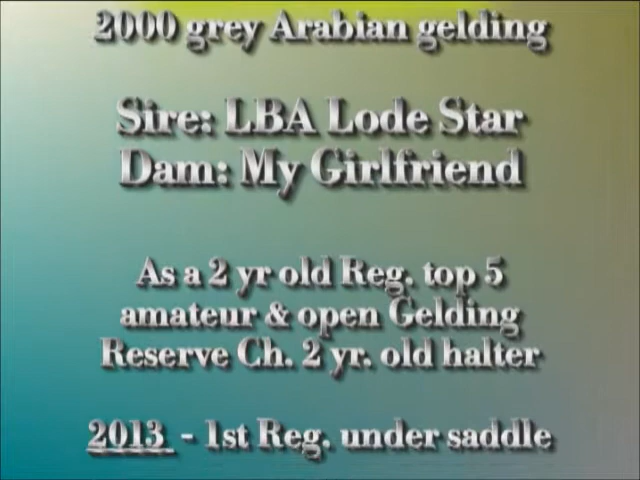 2000 grey Arabian gelding
Sire: LBA Lode Star
Dam: My Girlfriend
As a 2 yr old Reg. top 5
amateur & open Gelding
Reserve Ch. 2 yr. old halter
2013 - 1st Reg. under saddle